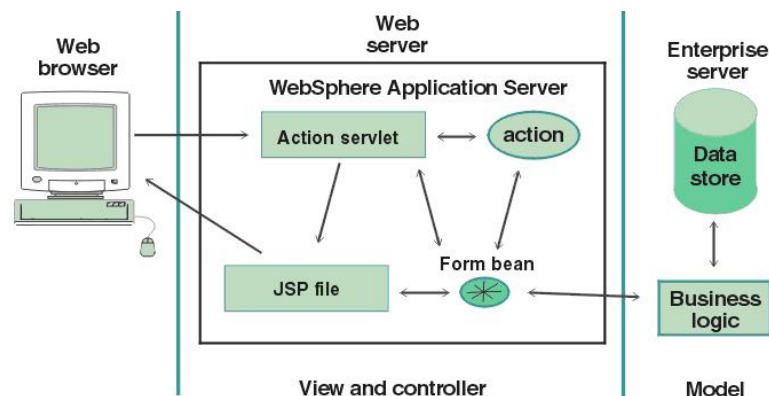 Web
browser
Web
server
Enterprise
server
WebSphere Application Server
Action servlet
action
Data
store
Form bean
JSP file
Business
logic
View and controller
Model